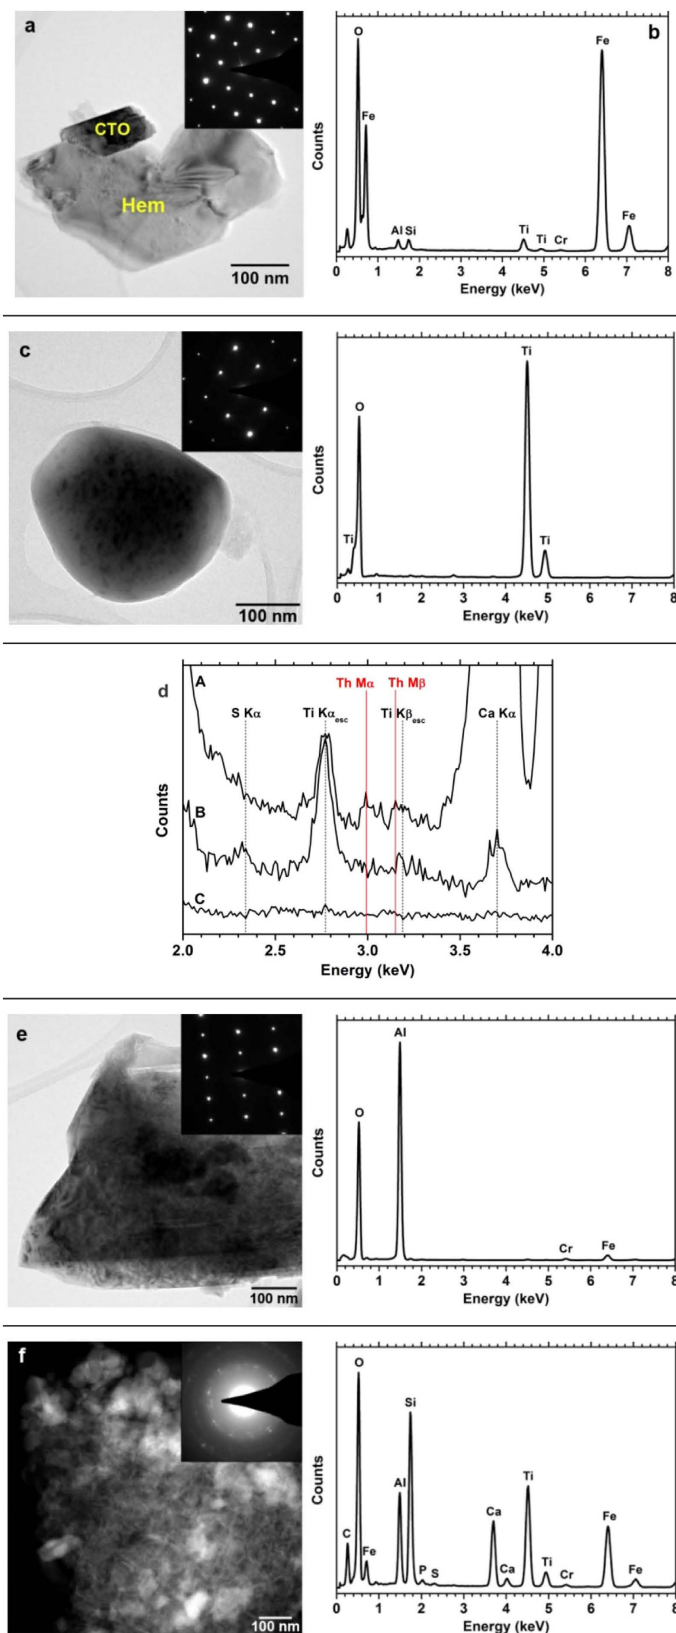 a
CTO
Hem
100 nm
b
O
Fe
Fe
Al Si
Ti
Ti
Cr
Fe
Counts
0 1 2 3 4 5 6 7 8
Energy (keV)
c
100 nm
Ti
O
Ti
Ti
Counts
0 1 2 3 4 5 6 7 8
Energy (keV)
d
A
Th Mα
Th Mβ
S Kα
Ti Kαesc
Ti Kβesc
Ca Kα
B
C
Counts
2.0 2.5 3.0 3.5 4.0
Energy (keV)
e
100 nm
Al
O
Cr
Fe
Counts
0 1 2 3 4 5 6 7 8
Energy (keV)
f
100 nm
O
Si
Al
Ti
Ca
Fe
C
Fe
P
S
Ca
Ti
Cr
Fe
Counts
0 1 2 3 4 5 6 7 8
Energy (keV)